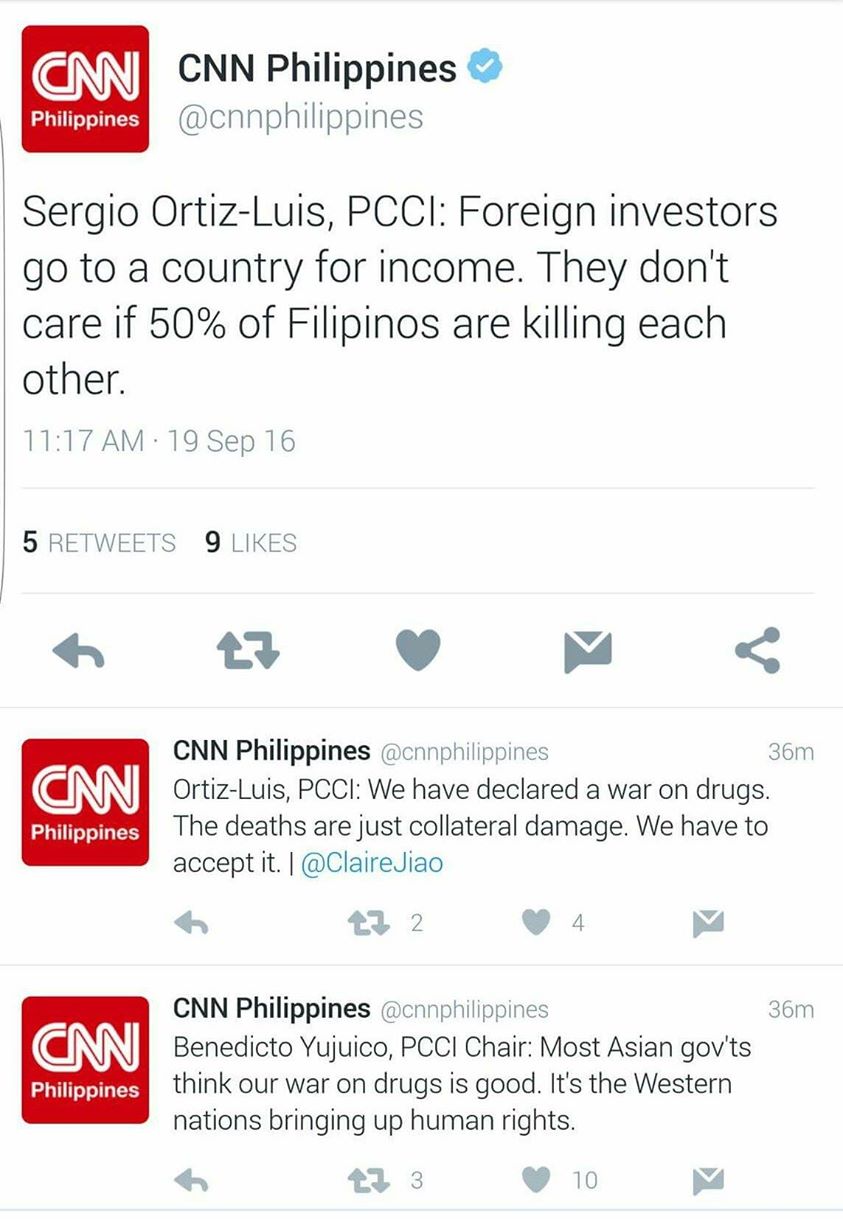 CNN
Philippines
CNN Philippines
@cnnphilippines
Sergio Ortiz-Luis, PCCI: Foreign investors
go to a country for income. They don't
care if 50% of Filipinos are killing each
other.
11:17 AM · 19 Sep 16
5 RETWEETS 9 LIKES
CNN
Philippines
CNN Philippines @cnnphilippines 36m
Ortiz-Luis, PCCI: We have declared a war on drugs.
The deaths are just collateral damage. We have to
accept it. | @ClaireJiao
2 4
CNN
Philippines
CNN Philippines @cnnphilippines 36m
Benedicto Yujuico, PCCI Chair: Most Asian gov'ts
think our war on drugs is good. It's the Western
nations bringing up human rights.
3 10